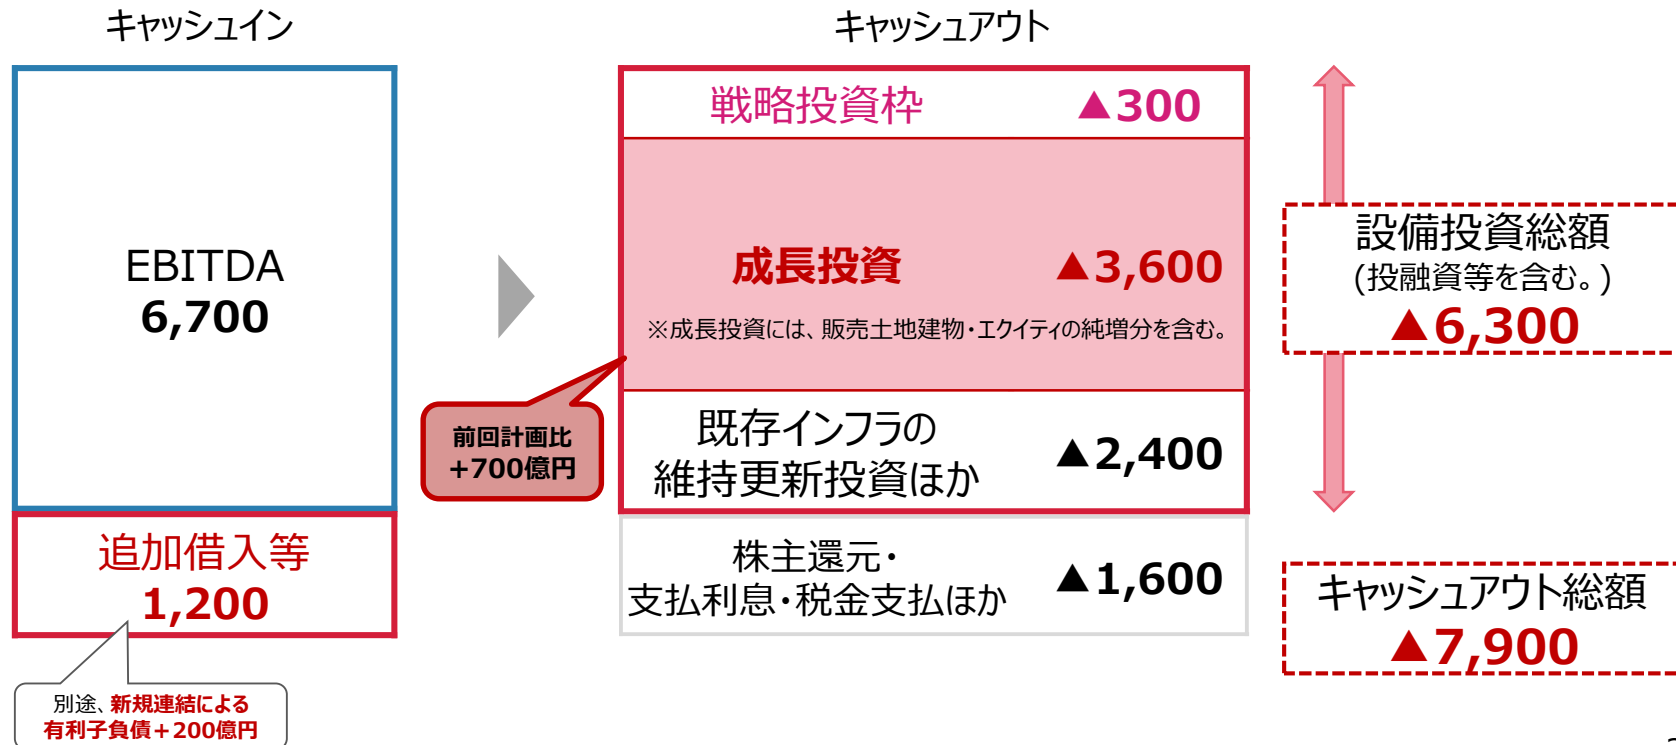 キャッシュイン
キャッシュアウト
EBITDA
6,700
追加借入等
1,200
別途、新規連結による
有利子負債+200億円
戦略投資枠 ▲300
成長投資 ▲3,600
※成長投資には、販売土地建物・エクイティの純増分を含む。
前回計画比
+700億円
既存インフラの
維持更新投資ほか ▲2,400
株主還元・
支払利息・税金支払ほか ▲1,600
設備投資総額
(投融資等を含む。)
▲6,300
キャッシュアウト総額
▲7,900